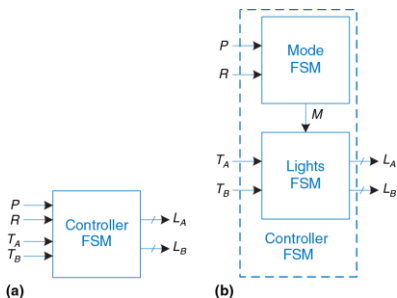 P
R
T_A
T_B
Controller
FSM
L_A
L_B
(a)
P
R
Mode
FSM
M
T_A
T_B
Lights
FSM
L_A
L_B
Controller
FSM
(b)